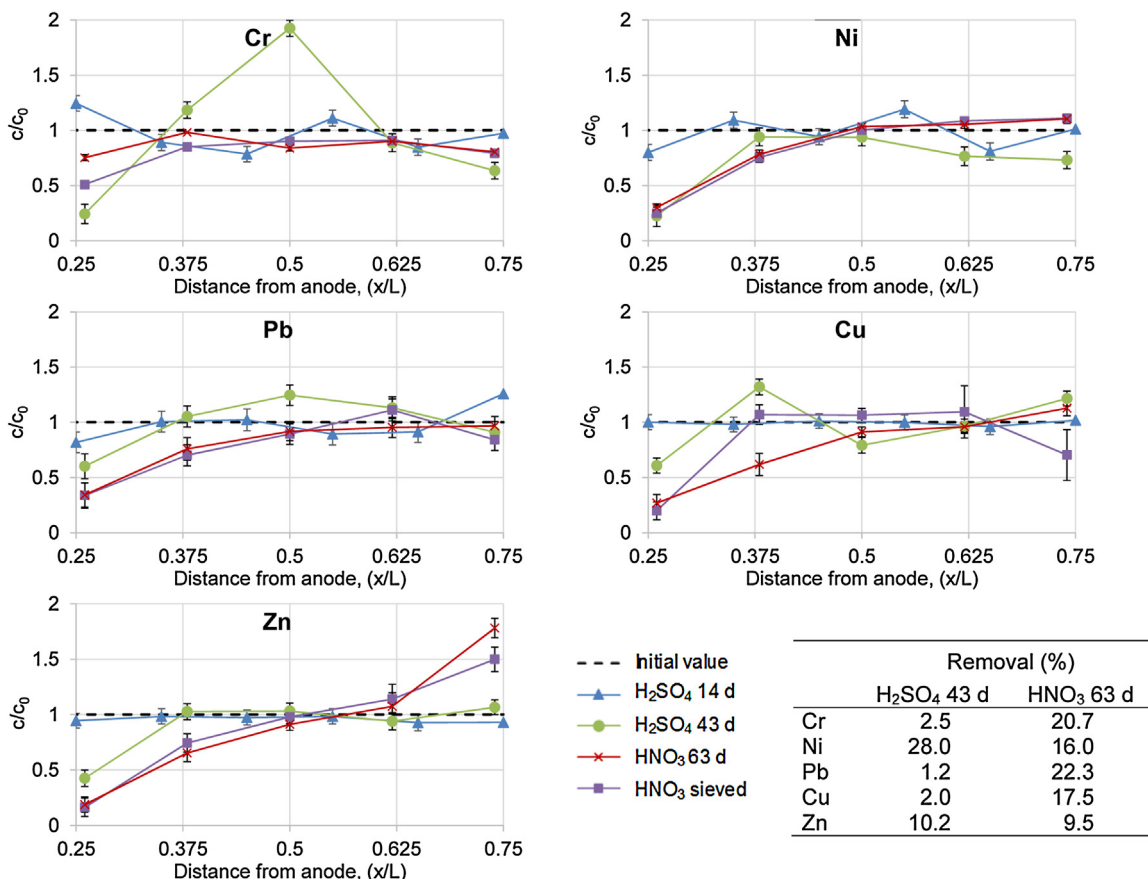 Cr
c/c₀
2
1.5
1
0.5
0
0.25 0.375 0.5 0.625 0.75
Distance from anode, (x/L)
Ni
c/c₀
2
1.5
1
0.5
0
0.25 0.375 0.5 0.625 0.75
Distance from anode, (x/L)
Pb
c/c₀
2
1.5
1
0.5
0
0.25 0.375 0.5 0.625 0.75
Distance from anode, (x/L)
Cu
c/c₀
2
1.5
1
0.5
0
0.25 0.375 0.5 0.625 0.75
Distance from anode, (x/L)
Zn
c/c₀
2
1.5
1
0.5
0
0.25 0.375 0.5 0.625 0.75
Distance from anode, (x/L)
Initial value
H₂SO₄ 14 d
H₂SO₄ 43 d
HNO₃ 63 d
HNO₃ sieved
Removal (%)
H₂SO₄ 43 d HNO₃ 63 d
Cr 2.5 20.7
Ni 28.0 16.0
Pb 1.2 22.3
Cu 2.0 17.5
Zn 10.2 9.5